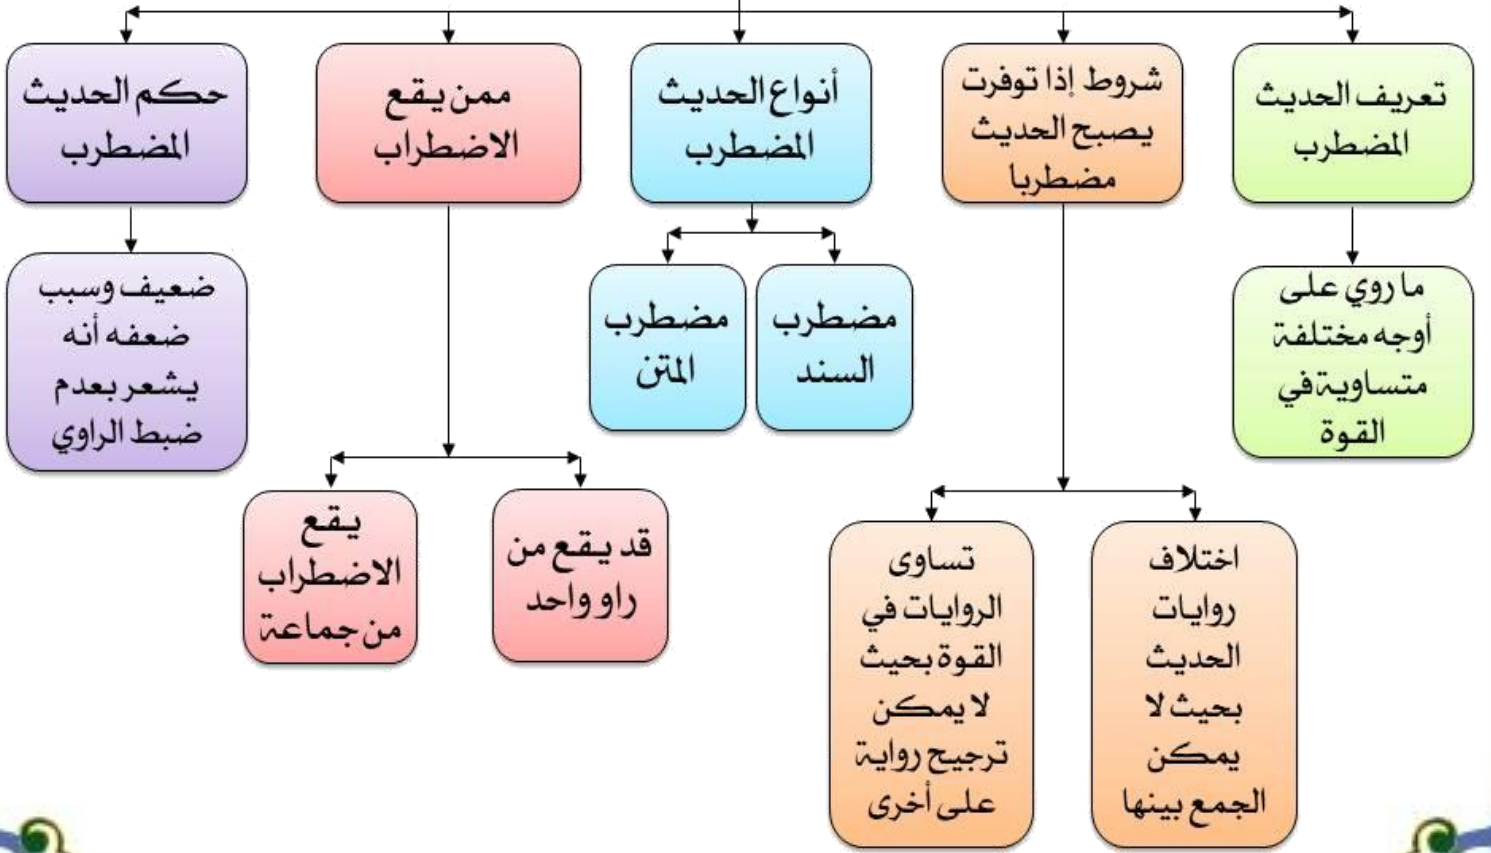 تعريف الحديث
المضطرب
شروط إذا توفرت
يصبح الحديث
مضطربا
أنواع الحديث
المضطرب
ممن يقع
الاضطراب
حكم الحديث
المضطرب
ما روي على
أوجه مختلفة
متساوية في
القوة
اختلاف
روايات
الحديث
بحيث لا
يمكن
الجمع بينها
تساوى
الروايات في
القوة بحيث
لا يمكن
ترجيح رواية
على أخرى
مضطرب
السند
مضطرب
المتن
قد يقع من
راو واحد
يقع
الاضطراب
من جماعة
ضعيف وسبب
ضعفه أنه
يشعر بعدم
ضبط الراوي